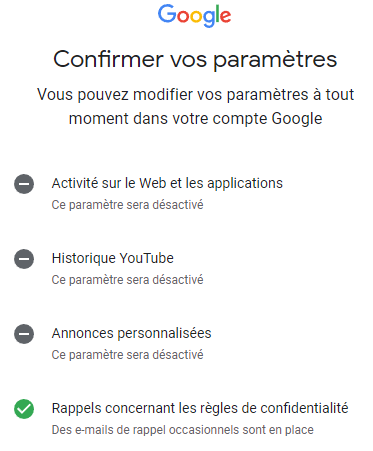 Google
Confirmer vos paramètres
Vous pouvez modifier vos paramètres à tout
moment dans votre compte Google
Activité sur le Web et les applications
Ce paramètre sera désactivé
Historique YouTube
Ce paramètre sera désactivé
Annonces personnalisées
Ce paramètre sera désactivé
Rappels concernant les règles de confidentialité
Des e-mails de rappel occasionnels sont en place